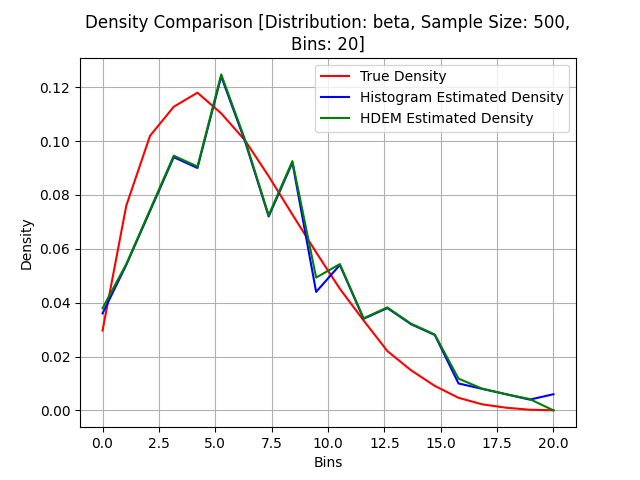 Density Comparison [Distribution: beta, Sample Size: 500,
Bins: 20]
True Density
Histogram Estimated Density
HDEM Estimated Density
Density
0.12
0.10
0.08
0.06
0.04
0.02
0.00
0.0 2.5 5.0 7.5 10.0 12.5 15.0 17.5 20.0
Bins